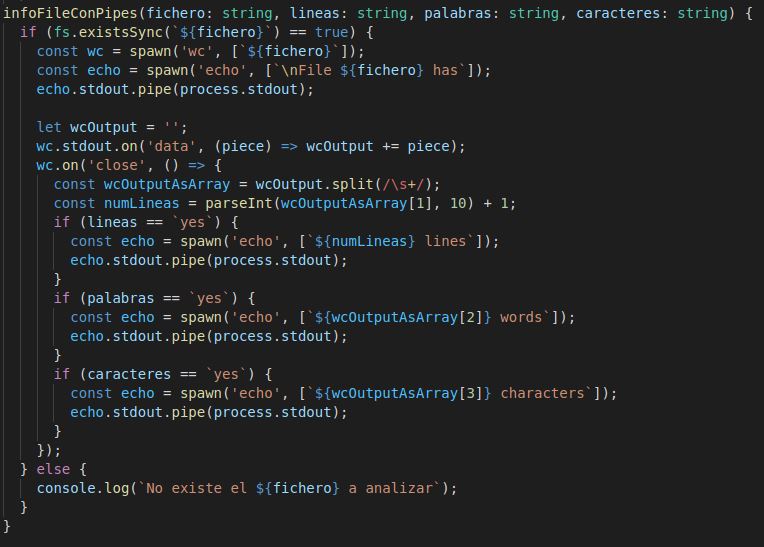 infoFileConPipes(fichero: string, lineas: string, palabras: string, caracteres: string) {
  if (fs.existsSync(`${fichero}`) == true) {
    const wc = spawn('wc', [`${fichero}`]);
    const echo = spawn('echo', [`\nFile ${fichero} has`]);
    echo.stdout.pipe(process.stdout);

    let wcOutput = '';
    wc.stdout.on('data', (piece) => wcOutput += piece);
    wc.on('close', () => {
      const wcOutputAsArray = wcOutput.split(/\s+/);
      const numLineas = parseInt(wcOutputAsArray[1], 10) + 1;
      if (lineas == `yes`) {
        const echo = spawn('echo', [`${numLineas} lines`]);
        echo.stdout.pipe(process.stdout);
      }
      if (palabras == `yes`) {
        const echo = spawn('echo', [`${wcOutputAsArray[2]} words`]);
        echo.stdout.pipe(process.stdout);
      }
      if (caracteres == `yes`) {
        const echo = spawn('echo', [`${wcOutputAsArray[3]} characters`]);
        echo.stdout.pipe(process.stdout);
      }
    });
  } else {
    console.log(`No existe el ${fichero} a analizar`);
  }
}